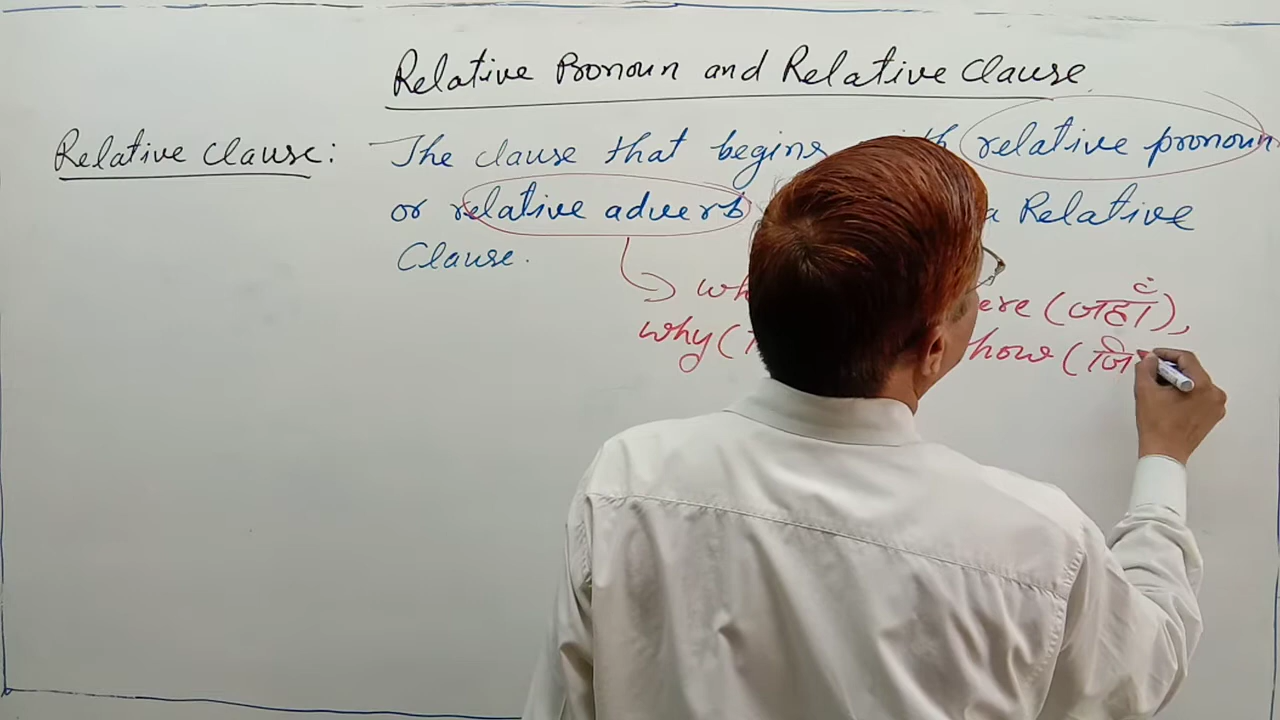 Relative Pronoun and Relative Clause
Relative Clause: The clause that begins relative pronoun
or relative adverb a Relative
Clause.
(जहाँ),
why ( how (जि